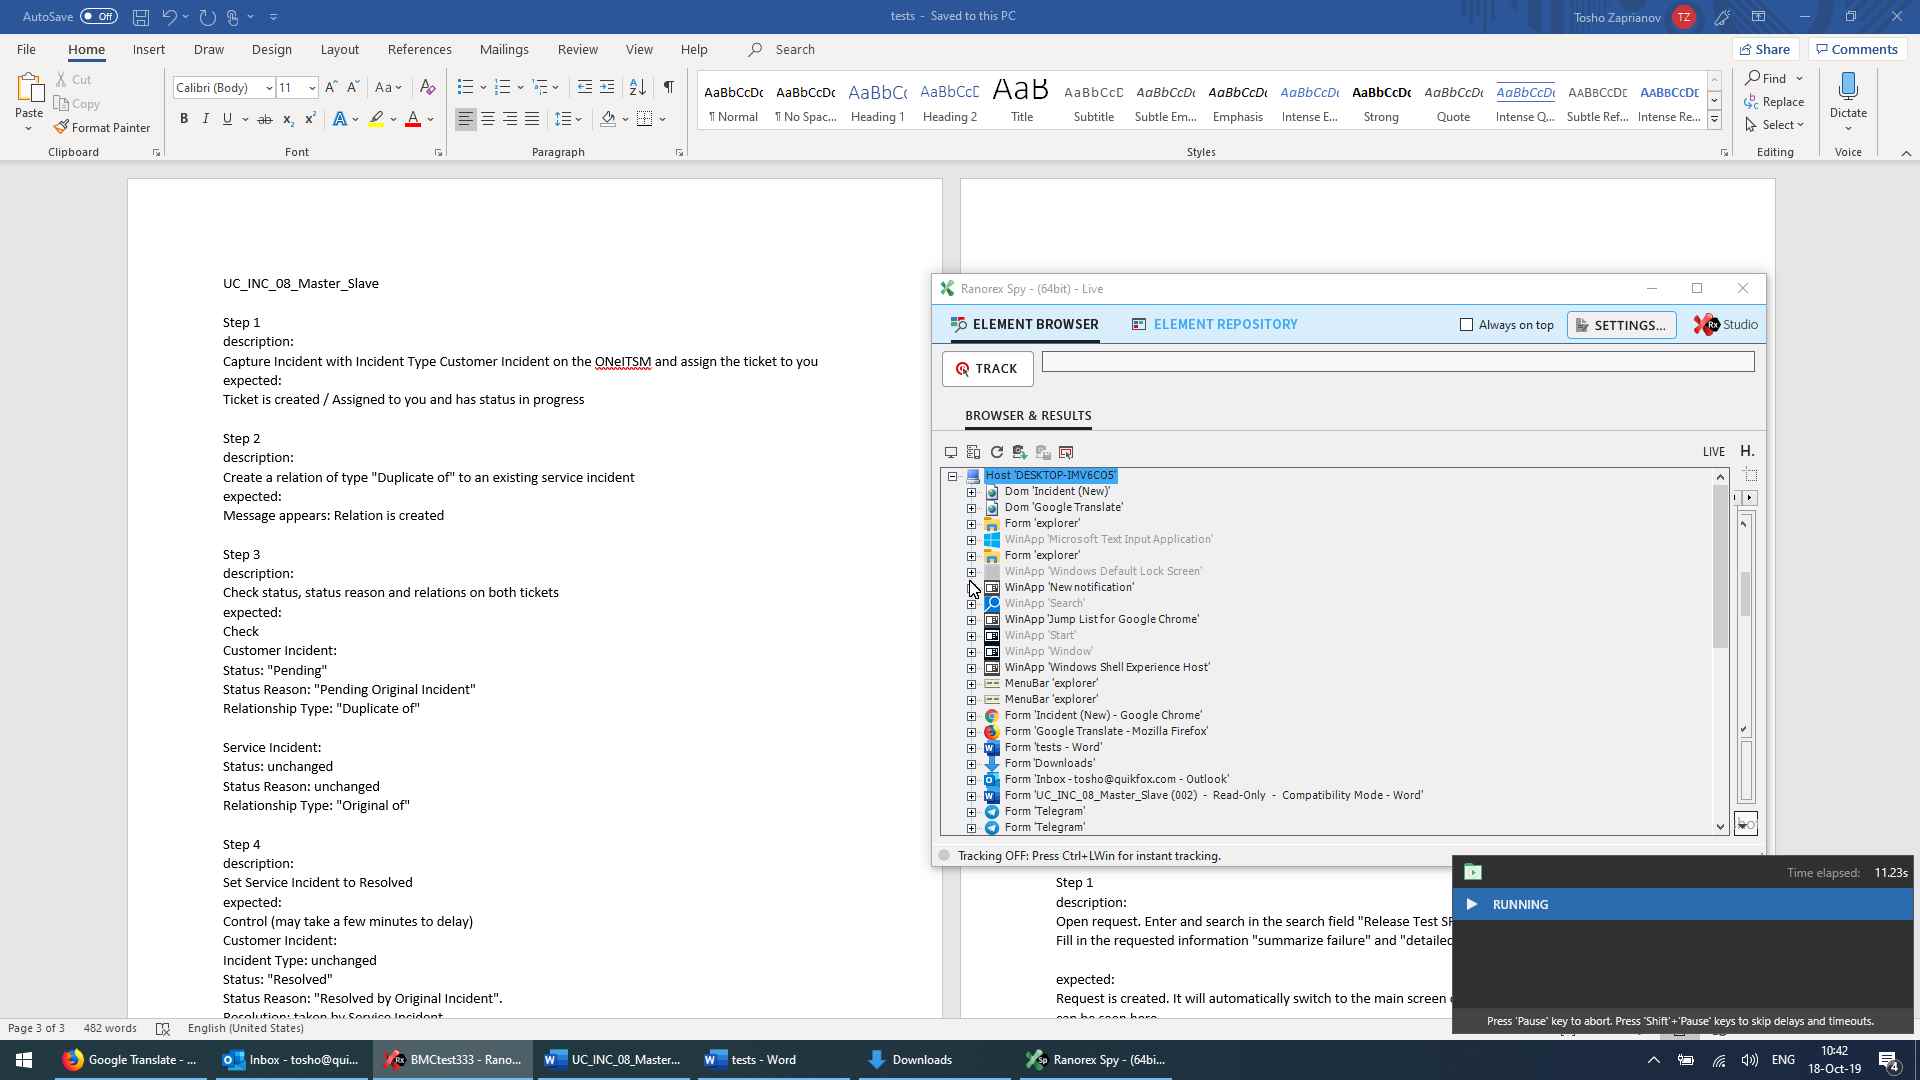 AutoSave Off
tests - Saved to this PC
Tosho Zaprianov TZ
File Home Insert Draw Design Layout References Mailings Review View Help Search
Share Comments
Paste
Cut
Copy
Format Painter
Clipboard
Calibri (Body) 11
Font
Paragraph
AaBbCcDc AaBbCcDc AaBbCc AaBbCcD AaB AaBbCcD AaBbCcDc AaBbCcDc AaBbCcDc AaBbCcDc AaBbCcDc AaBbCcDc AABBCCDE AABBCCDE
¶ Normal ¶ No Spac... Heading 1 Heading 2 Title Subtitle Subtle Em... Emphasis Intense E... Strong Quote Intense Q... Subtle Ref... Intense Re...
Styles
Find
Replace
Select
Editing
Dictate
Voice
UC_INC_08_Master_Slave
Step 1
description:
Capture Incident with Incident Type Customer Incident on the ONeITSM and assign the ticket to you
expected:
Ticket is created / Assigned to you and has status in progress
Step 2
description:
Create a relation of type "Duplicate of" to an existing service incident
expected:
Message appears: Relation is created
Step 3
description:
Check status, status reason and relations on both tickets
expected:
Check
Customer Incident:
Status: "Pending"
Status Reason: "Pending Original Incident"
Relationship Type: "Duplicate of"
Service Incident:
Status: unchanged
Status Reason: unchanged
Relationship Type: "Original of"
Step 4
description:
Set Service Incident to Resolved
expected:
Control (may take a few minutes to delay)
Customer Incident:
Incident Type: unchanged
Status: "Resolved"
Status Reason: "Resolved by Original Incident".
Resolution: taken by Service Incident
Ranorex Spy - (64bit) - Live
ELEMENT BROWSER ELEMENT REPOSITORY
Always on top SETTINGS... Rx Studio
TRACK
BROWSER & RESULTS
LIVE H.
Host 'DESKTOP-IMV6CO5'
Dom 'Incident (New)'
Dom 'Google Translate'
Form 'explorer'
WinApp 'Microsoft Text Input Application'
Form 'explorer'
WinApp 'Windows Default Lock Screen'
WinApp 'New notification'
WinApp 'Search'
WinApp 'Jump List for Google Chrome'
WinApp 'Start'
WinApp 'Window'
WinApp 'Windows Shell Experience Host'
MenuBar 'explorer'
MenuBar 'explorer'
Form 'Incident (New) - Google Chrome'
Form 'Google Translate - Mozilla Firefox'
Form 'tests - Word'
Form 'Downloads'
Form 'Inbox - tosho@quikfox.com - Outlook'
Form 'UC_INC_08_Master_Slave (002) - Read-Only - Compatibility Mode - Word'
Form 'Telegram'
Form 'Telegram'
Tracking OFF: Press Ctrl+LWin for instant tracking.
Step 1
description:
Open request. Enter and search in the search field "Release Test
Fill in the requested information "summarize failure" and "detailed
expected:
Request is created. It will automatically switch to the main screen
can be seen here
Time elapsed: 11.23s
RUNNING
Press 'Pause' key to abort. Press 'Shift'+'Pause' keys to skip delays and timeouts.
Page 3 of 3 482 words English (United States)
Google Translate - ... Inbox - tosho@qui... BMCtest333 - Rano... UC_INC_08_Master... tests - Word Downloads Ranorex Spy - (64bi...
ENG 10:42
18-Oct-19
4